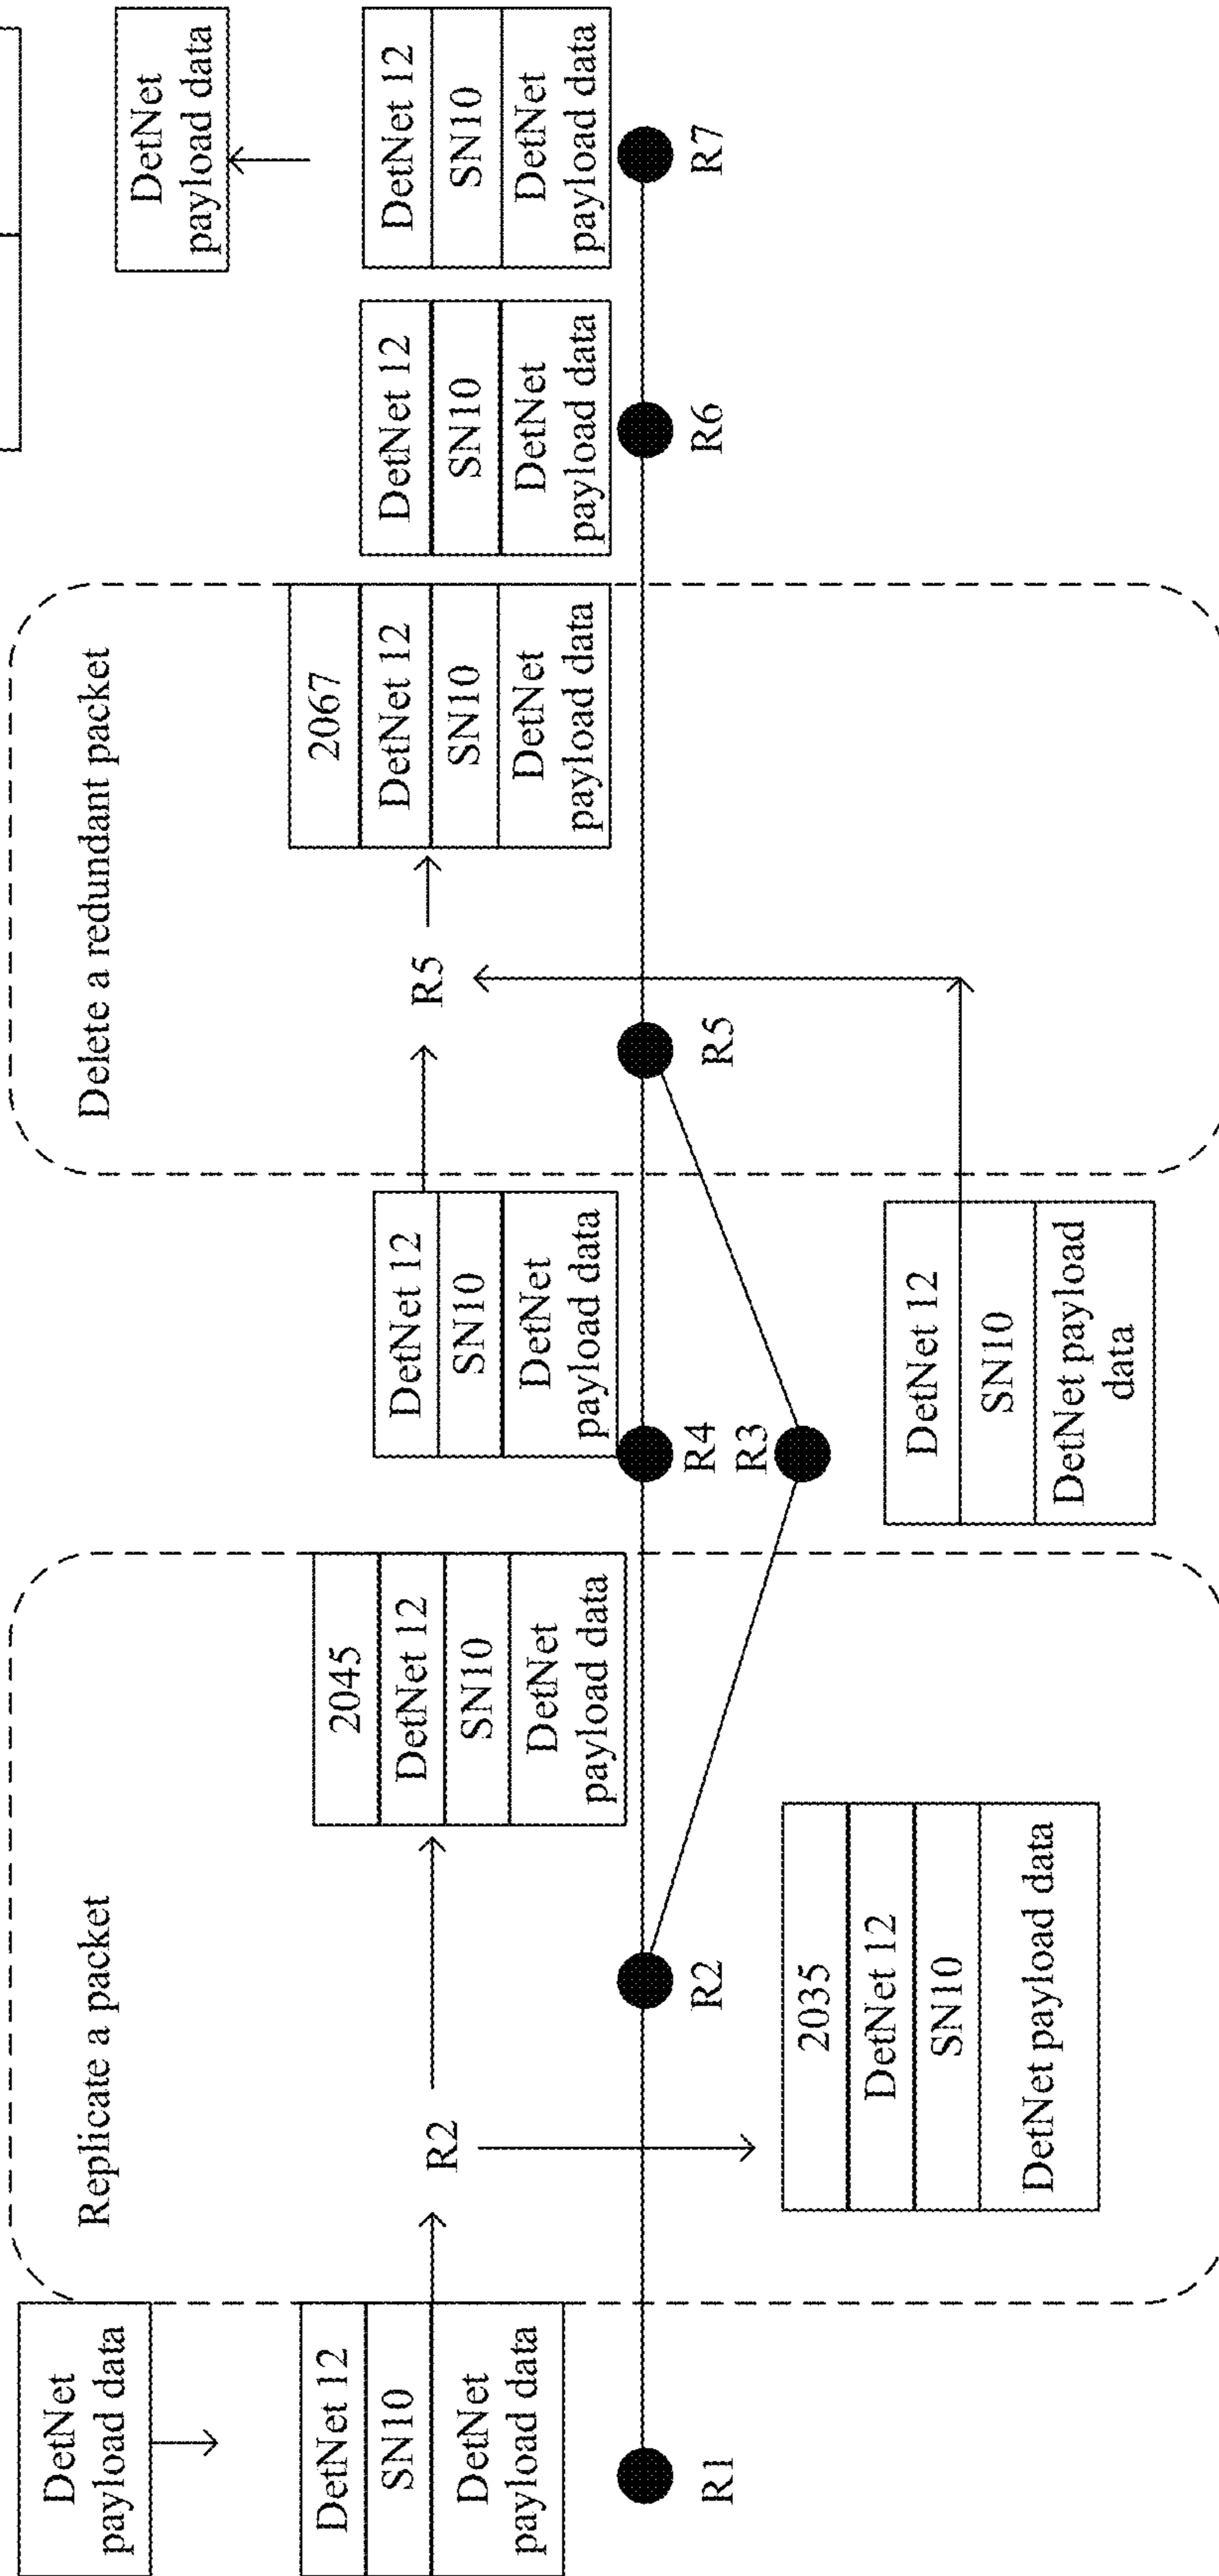 DetNet
payload data
DetNet 12
SN10
DetNet
payload data
R1
Replicate a packet
R2
2045
DetNet 12
SN10
DetNet
payload data
R2
2035
DetNet 12
SN10
DetNet payload data
DetNet 12
SN10
DetNet
payload data
R4
R3
DetNet 12
SN10
DetNet payload
data
Delete a redundant packet
R5
R5
2067
DetNet 12
SN10
DetNet
payload data
DetNet 12
SN10
DetNet
payload data
R6
DetNet
payload data
DetNet 12
SN10
DetNet
payload data
R7